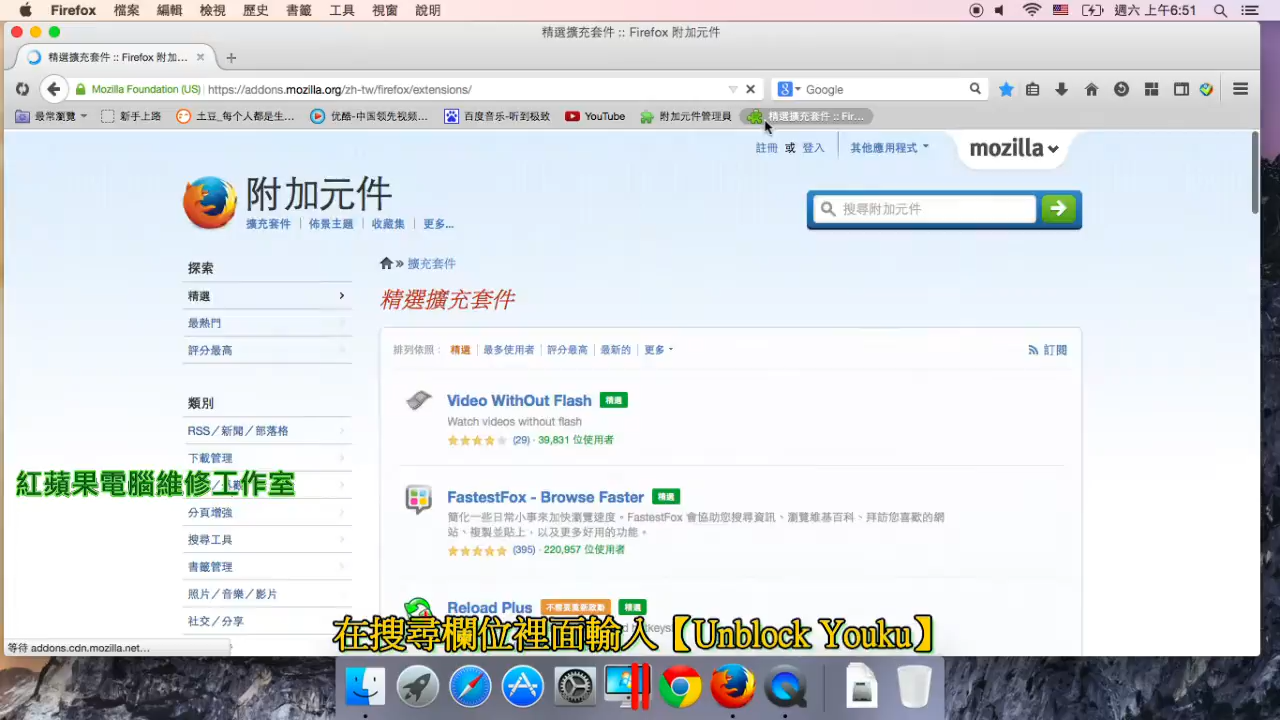 Firefox 檔案 編輯 檢視 歷史 書籤 工具 視窗 說明 週六 上午6:51
精選擴充套件 :: Firefox 附加元件
精選擴充套件 :: Firefox 附加...
Mozilla Foundation (US) https://addons.mozilla.org/zh-tw/firefox/extensions/ Google
最常瀏覽 新手上路 土豆_每个人都是生... 优酷-中国领先视频... 百度音乐-听到极致 YouTube 附加元件管理員 精選擴充套件 :: Fir...
註冊 或 登入 其他應用程式 mozilla
附加元件
搜尋附加元件
擴充套件 佈景主題 收藏集 更多...
探索
» 擴充套件
精選
精選擴充套件
最熱門
評分最高
排列依照： 精選 最多使用者 評分最高 最新的 更多 訂閱
類別
Video WithOut Flash 精選
Watch videos without flash
(29) · 39,831 位使用者
RSS／新聞／部落格
下載管理
紅蘋果電腦維修工作室
FastestFox - Browse Faster 精選
簡化一些日常小事來加快瀏覽速度。FastestFox 會協助您搜尋資訊、瀏覽維基百科、拜訪您喜歡的網
站、複製並貼上，以及更多好用的功能。
(395) · 220,957 位使用者
分頁增強
搜尋工具
書籤管理
照片／音樂／影片
社交／分享
Reload Plus 不需要重新啟動 精選
在搜尋欄位裡面輸入【Unblock Youku】
等待 addons.cdn.mozilla.net...